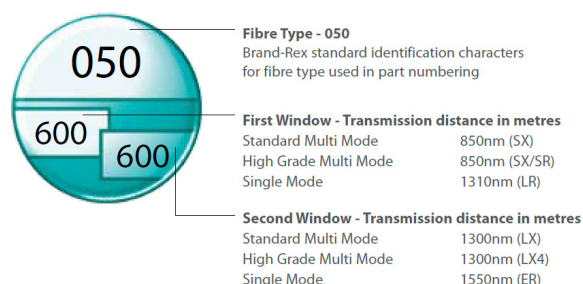 050
600
600
Fibre Type - 050
Brand-Rex standard identification characters
for fibre type used in part numbering
First Window - Transmission distance in metres
Standard Multi Mode 850nm (SX)
High Grade Multi Mode 850nm (SX/SR)
Single Mode 1310nm (LR)
Second Window - Transmission distance in metres
Standard Multi Mode 1300nm (LX)
High Grade Multi Mode 1300nm (LX4)
Single Mode 1550nm (ER)